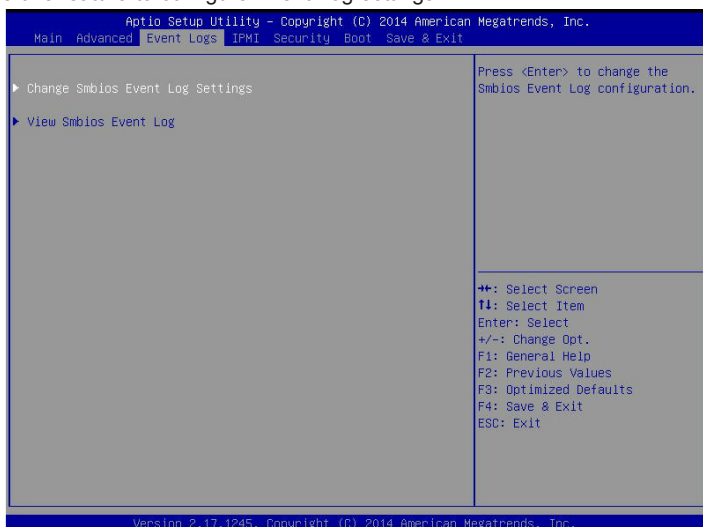 Aptio Setup Utility – Copyright (C) 2014 American Megatrends, Inc.
Main Advanced Event Logs IPMI Security Boot Save & Exit
▶ Change Smbios Event Log Settings
▶ View Smbios Event Log
Press <Enter> to change the
Smbios Event Log configuration.
→←: Select Screen
↑↓: Select Item
Enter: Select
+/-: Change Opt.
F1: General Help
F2: Previous Values
F3: Optimized Defaults
F4: Save & Exit
ESC: Exit
Version 2.17.1245. Copyright (C) 2014 American Megatrends, Inc.